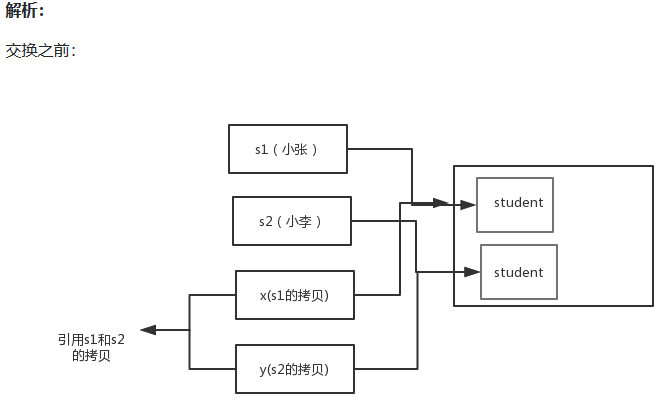 解析：
交换之前：
s1（小张）
student
s2（小李）
student
x(s1的拷贝)
引用s1和s2
的拷贝
y(s2的拷贝)